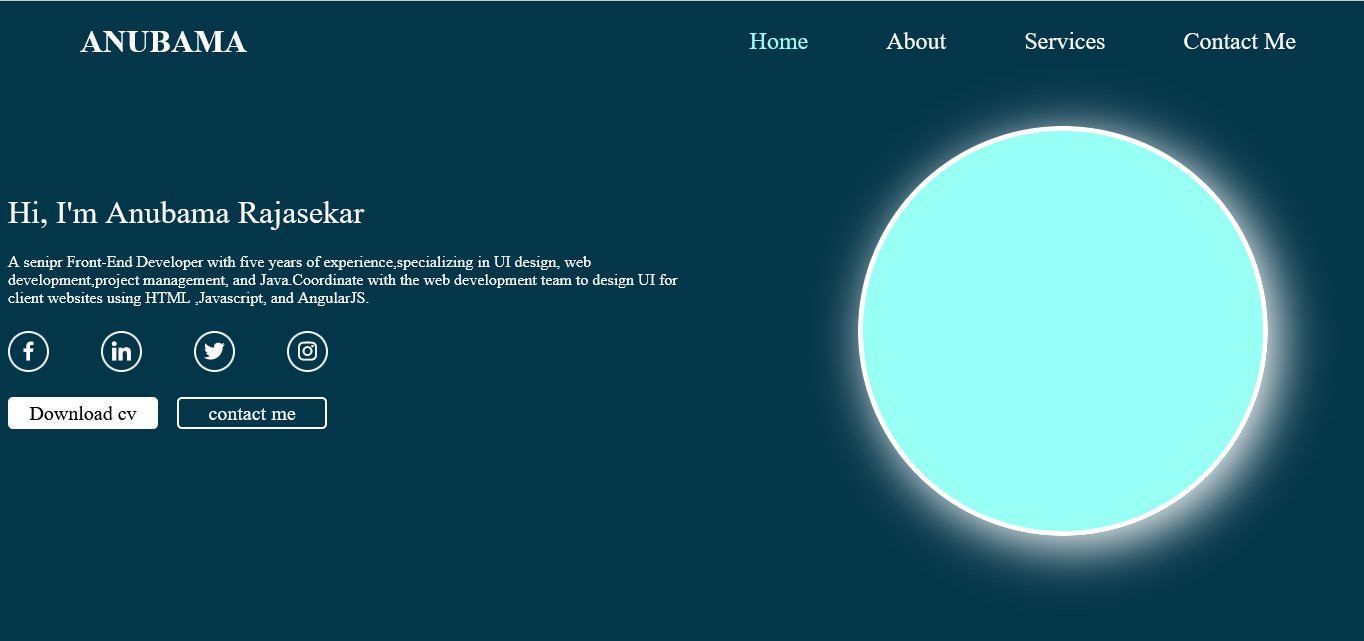 ANUBAMA
Home About Services Contact Me
Hi, I'm Anubama Rajasekar
A senipr Front-End Developer with five years of experience,specializing in UI design, web
development,project management, and Java.Coordinate with the web development team to design UI for
client websites using HTML ,Javascript, and AngularJS.
Download cv contact me